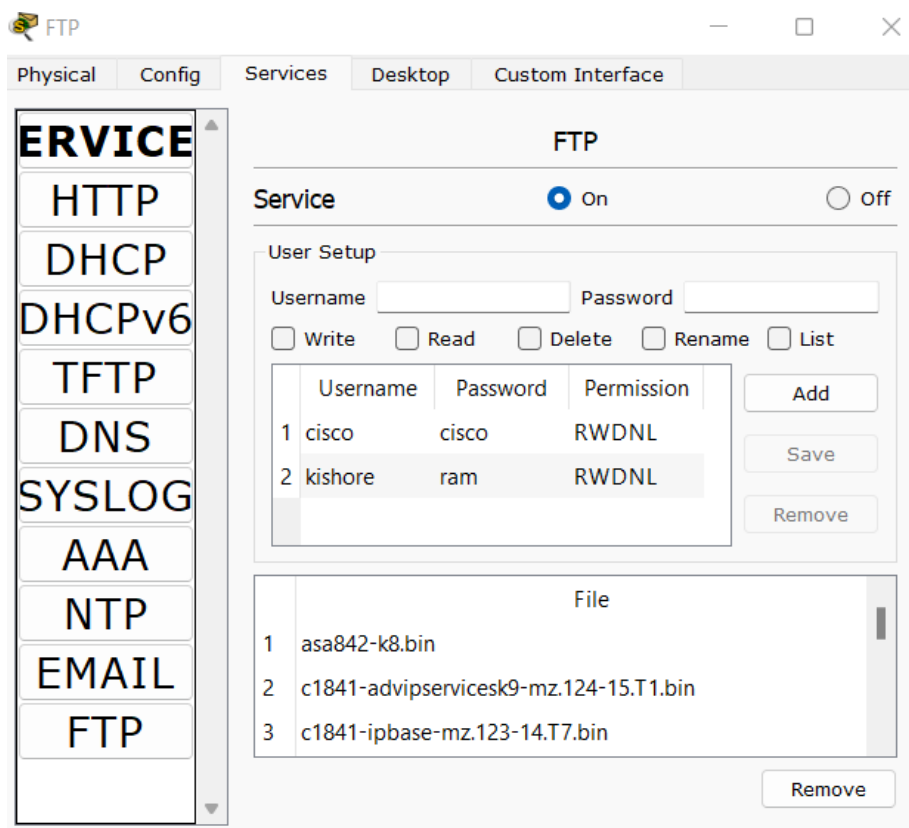 FTP
Physical Config Services Desktop Custom Interface
ERVICE
HTTP
DHCP
DHCPv6
TFTP
DNS
SYSLOG
AAA
NTP
EMAIL
FTP
FTP
Service On Off
User Setup
Username Password
Write Read Delete Rename List
Username Password Permission
1 cisco cisco RWDNL
2 kishore ram RWDNL
Add
Save
Remove
File
1 asa842-k8.bin
2 c1841-advipservicesk9-mz.124-15.T1.bin
3 c1841-ipbase-mz.123-14.T7.bin
Remove